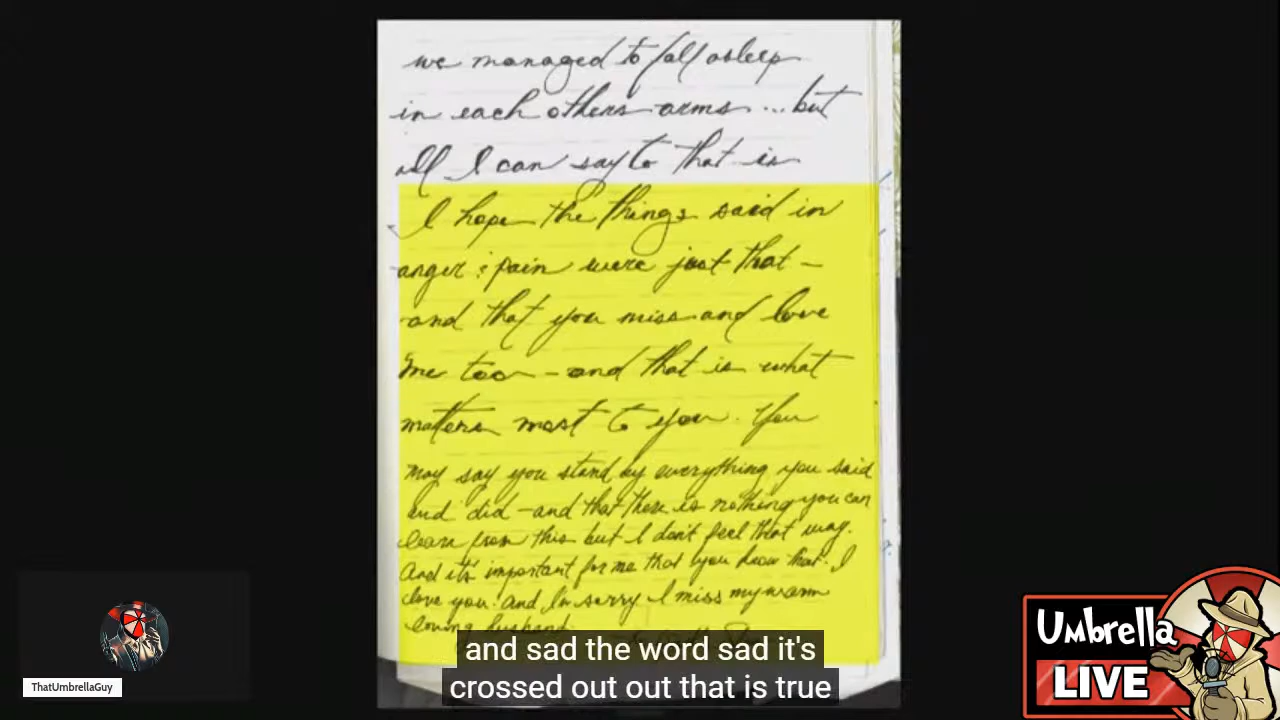 we managed to fall asleep
in each others arms ... but
all I can say to that is
I hope the things said in
anger & pain were just that –
and that you miss and love
me too – and that is what
matters most to you. You
may say you stand by everything you said
and did – and that there is nothing you can
learn from this but I don't feel that way.
And it's important for me that you know that. I
love you. And I'm sorry. I miss my warm
loving husband.
and sad the word sad it's
crossed out out that is true
ThatUmbrellaGuy
Umbrella
LIVE